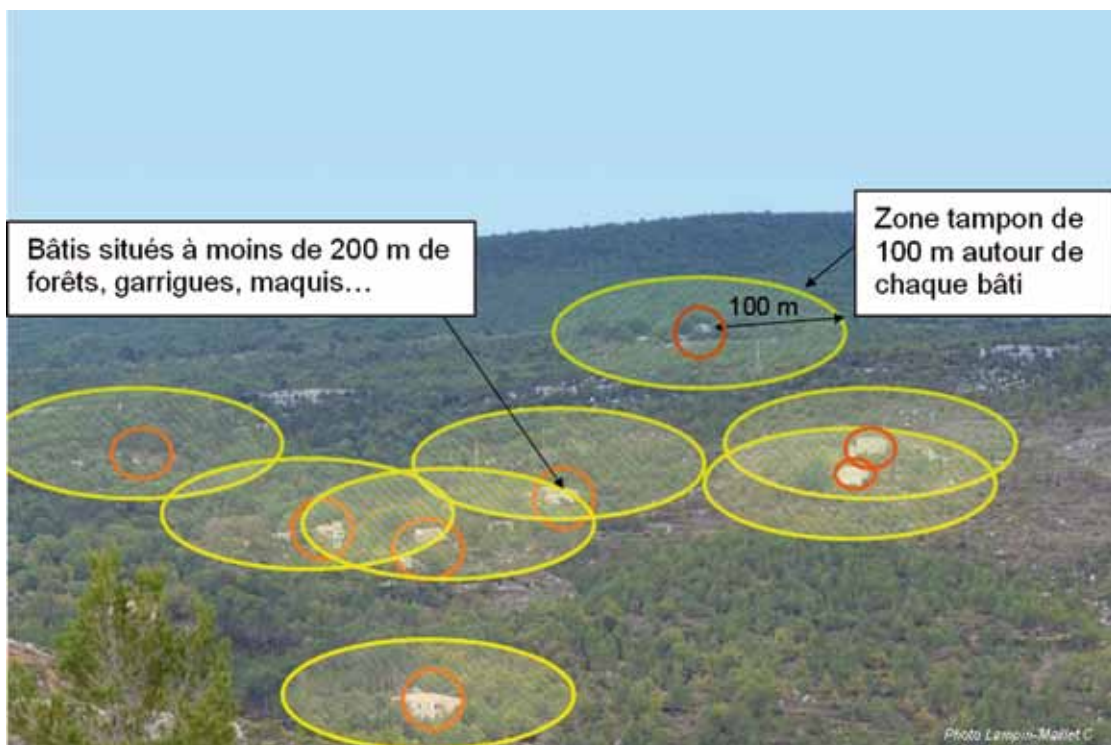 Bâtis situés à moins de 200 m de
forêts, garrigues, maquis…
Zone tampon de
100 m autour de
chaque bâti
100 m
Photo Lampin-Maillet C